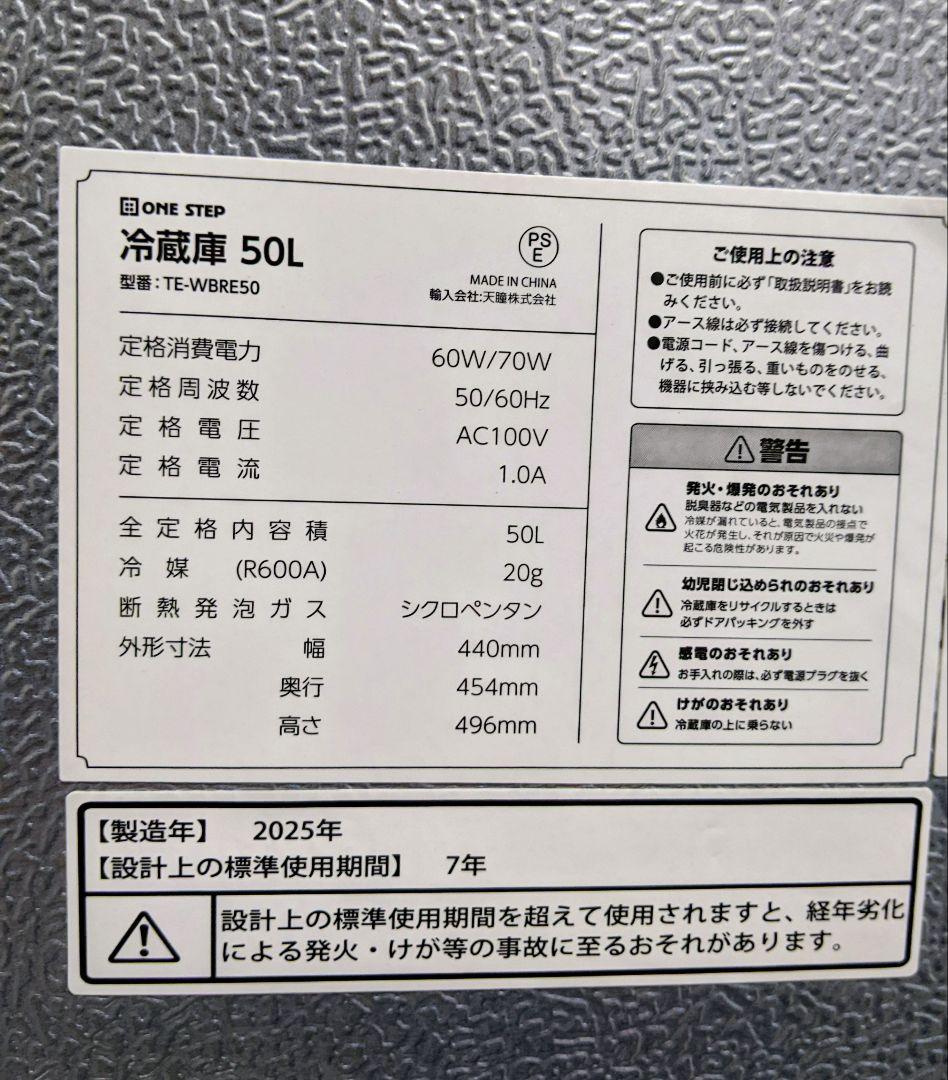 ONE STEP
冷蔵庫 50L
型番：TE-WBRE50
PS
E
MADE IN CHINA
輸入会社:天瞳株式会社
定格消費電力 60W/70W
定格周波数 50/60Hz
定格電圧 AC100V
定格電流 1.0A
全定格内容積 50L
冷媒 (R600A) 20g
断熱発泡ガス シクロペンタン
外形寸法 幅 440mm
奥行 454mm
高さ 496mm
ご使用上の注意
●ご使用前に必ず「取扱説明書」をお読
みください。
●アース線は必ず接続してください。
●電源コード、アース線を傷つける、曲
げる、引っ張る、重いものをのせる、
機器に挟み込む等しないでください。
警告
発火・爆発のおそれあり
脱臭器などの電気製品を入れない
冷媒が漏れていると、電気製品の接点で
火花が発生し、それが原因で火災や爆発が
起こる危険性があります。
幼児閉じ込められのおそれあり
冷蔵庫をリサイクルするときは
必ずドアパッキングを外す
感電のおそれあり
お手入れの際は、必ず電源プラグを抜く
けがのおそれあり
冷蔵庫の上に乗らない
【製造年】 2025年
【設計上の標準使用期間】 7年
設計上の標準使用期間を超えて使用されますと、経年劣化
による発火・けが等の事故に至るおそれがあります。